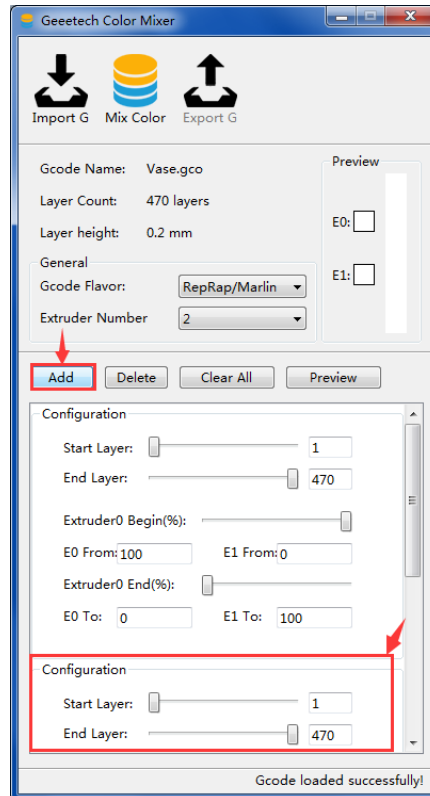 Geeetech Color Mixer
Import G Mix Color Export G
Gcode Name: Vase.gco
Layer Count: 470 layers
Layer height: 0.2 mm
Preview
E0:
E1:
General
Gcode Flavor: RepRap/Marlin
Extruder Number 2
Add Delete Clear All Preview
Configuration
Start Layer: 1
End Layer: 470
Extruder0 Begin(%):
E0 From: 100 E1 From: 0
Extruder0 End(%):
E0 To: 0 E1 To: 100
Configuration
Start Layer: 1
End Layer: 470
Gcode loaded successfully!